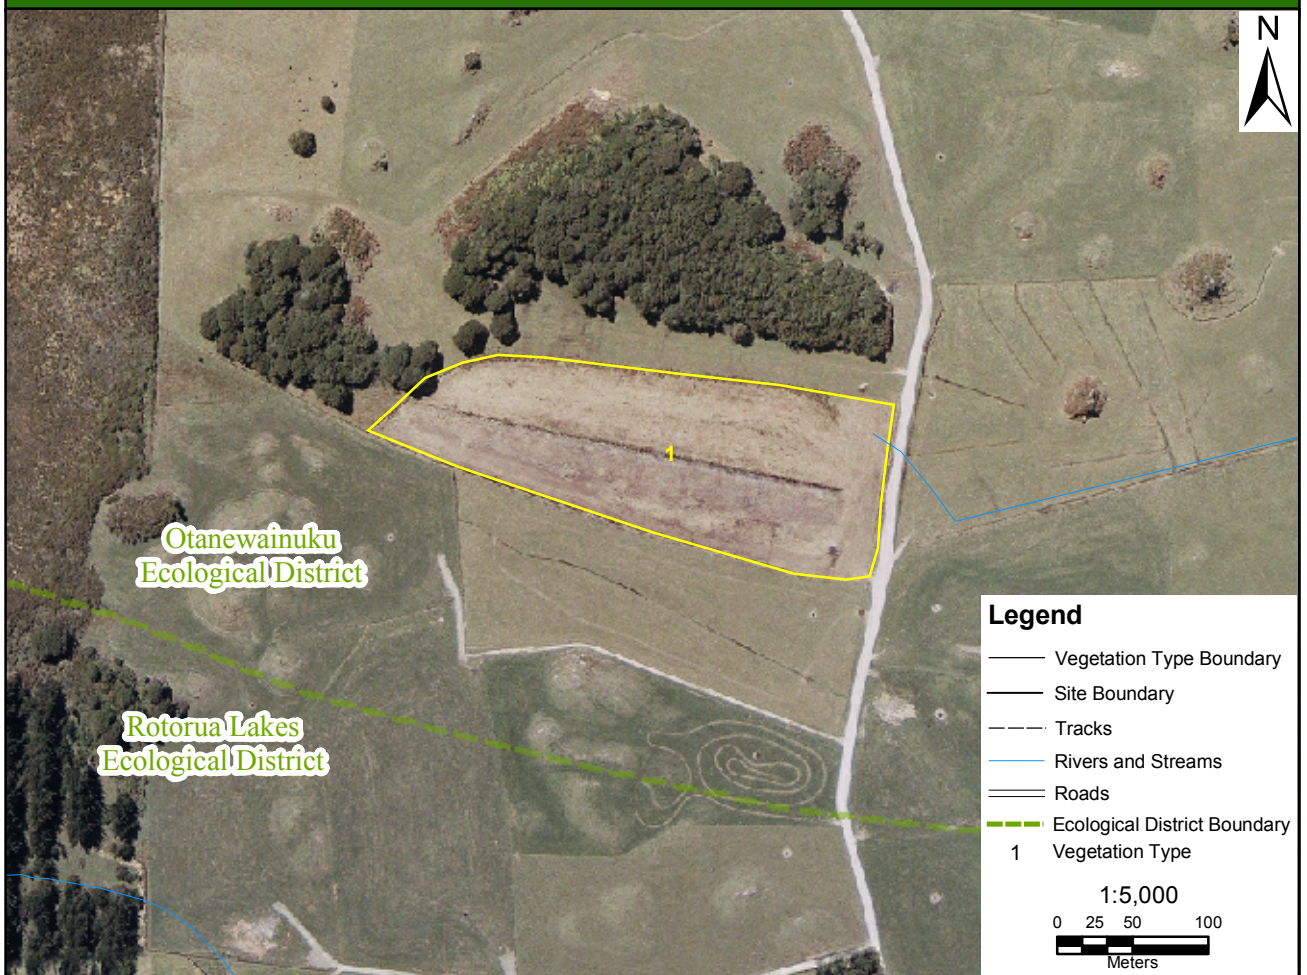 N
1
Otanewainuku
Ecological District
Rotorua Lakes
Ecological District
Legend
Vegetation Type Boundary
Site Boundary
Tracks
Rivers and Streams
Roads
Ecological District Boundary
1 Vegetation Type
1:5,000
0 25 50 100
Meters